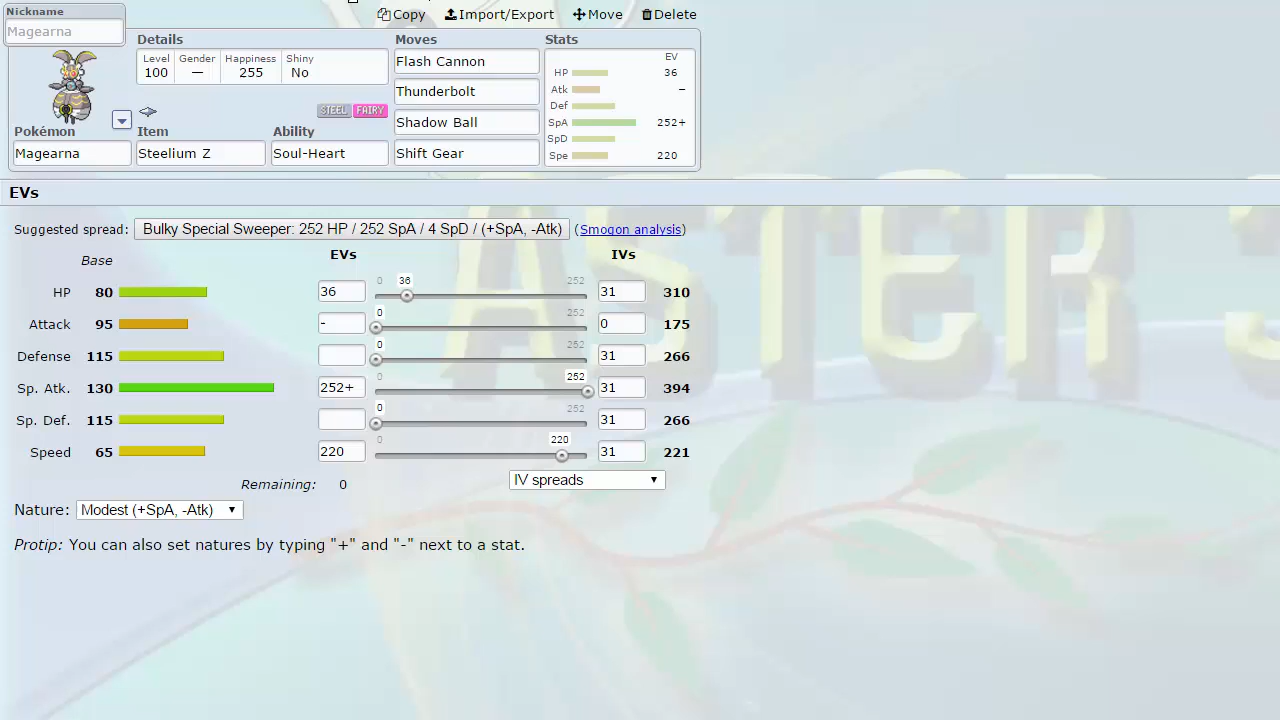 Nickname
Magearna
Copy Import/Export Move Delete
Details
Level Gender Happiness Shiny
100 — 255 No
STEEL FAIRY
Pokémon Item Ability
Magearna Steelium Z Soul-Heart
Moves
Flash Cannon
Thunderbolt
Shadow Ball
Shift Gear
Stats
EV
HP 36
Atk –
Def
SpA 252+
SpD
Spe 220
EVs
Suggested spread: Bulky Special Sweeper: 252 HP / 252 SpA / 4 SpD / (+SpA, -Atk) (Smogon analysis)
Base EVs IVs
HP 80 36 0 36 252 31 310
Attack 95 - 0 252 0 175
Defense 115 0 252 31 266
Sp. Atk. 130 252+ 0 252 31 394
Sp. Def. 115 0 252 31 266
Speed 65 220 0 220 252 31 221
Remaining: 0 IV spreads
Nature: Modest (+SpA, -Atk)
Protip: You can also set natures by typing "+" and "-" next to a stat.
ASTER